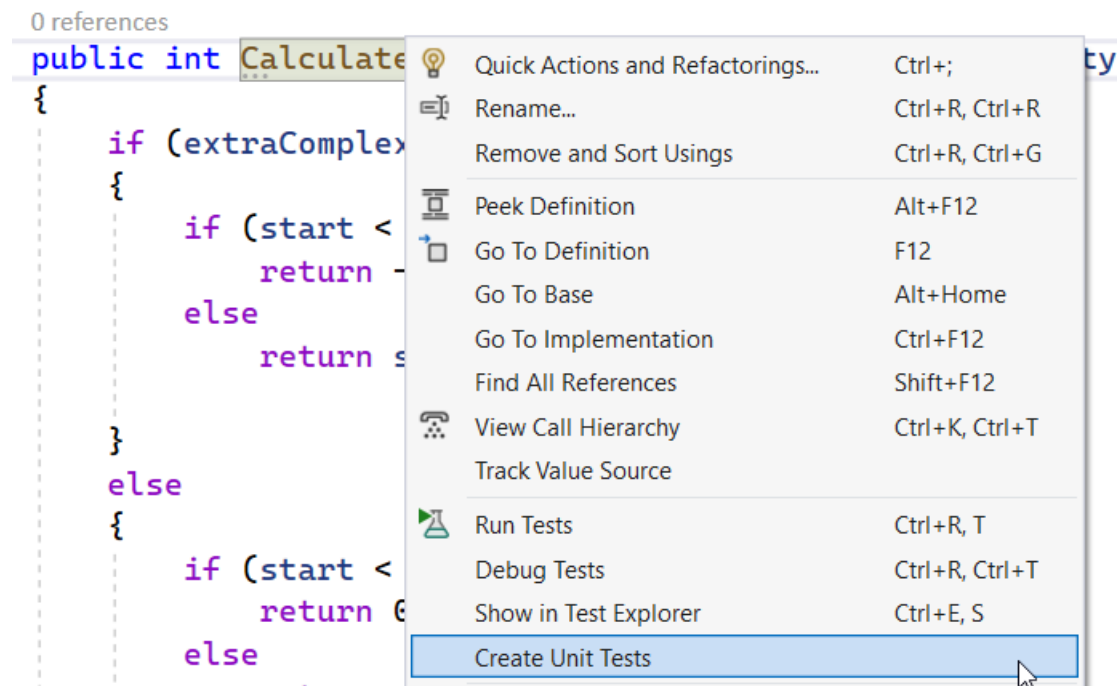 0 references
public int Calculate ty
{
if (extraComplex
{
if (start <
return -
else
return s
}
else
{
if (start <
return 0
else
Quick Actions and Refactorings... Ctrl+;
Rename... Ctrl+R, Ctrl+R
Remove and Sort Usings Ctrl+R, Ctrl+G
Peek Definition Alt+F12
Go To Definition F12
Go To Base Alt+Home
Go To Implementation Ctrl+F12
Find All References Shift+F12
View Call Hierarchy Ctrl+K, Ctrl+T
Track Value Source
Run Tests Ctrl+R, T
Debug Tests Ctrl+R, Ctrl+T
Show in Test Explorer Ctrl+E, S
Create Unit Tests